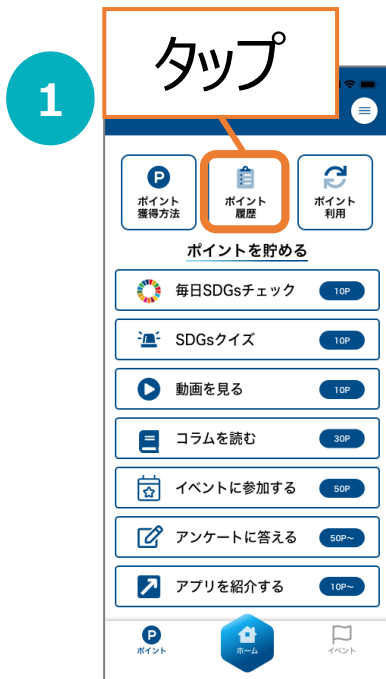 タップ
1
P
ポイント
獲得方法
ポイント
履歴
ポイント
利用
ポイントを貯める
毎日SDGsチェック
10P
SDGsクイズ
10P
動画を見る
10P
コラムを読む
30P
イベントに参加する
50P
アンケートに答える
50P～
アプリを紹介する
10P～
P
ポイント
ホーム
イベント